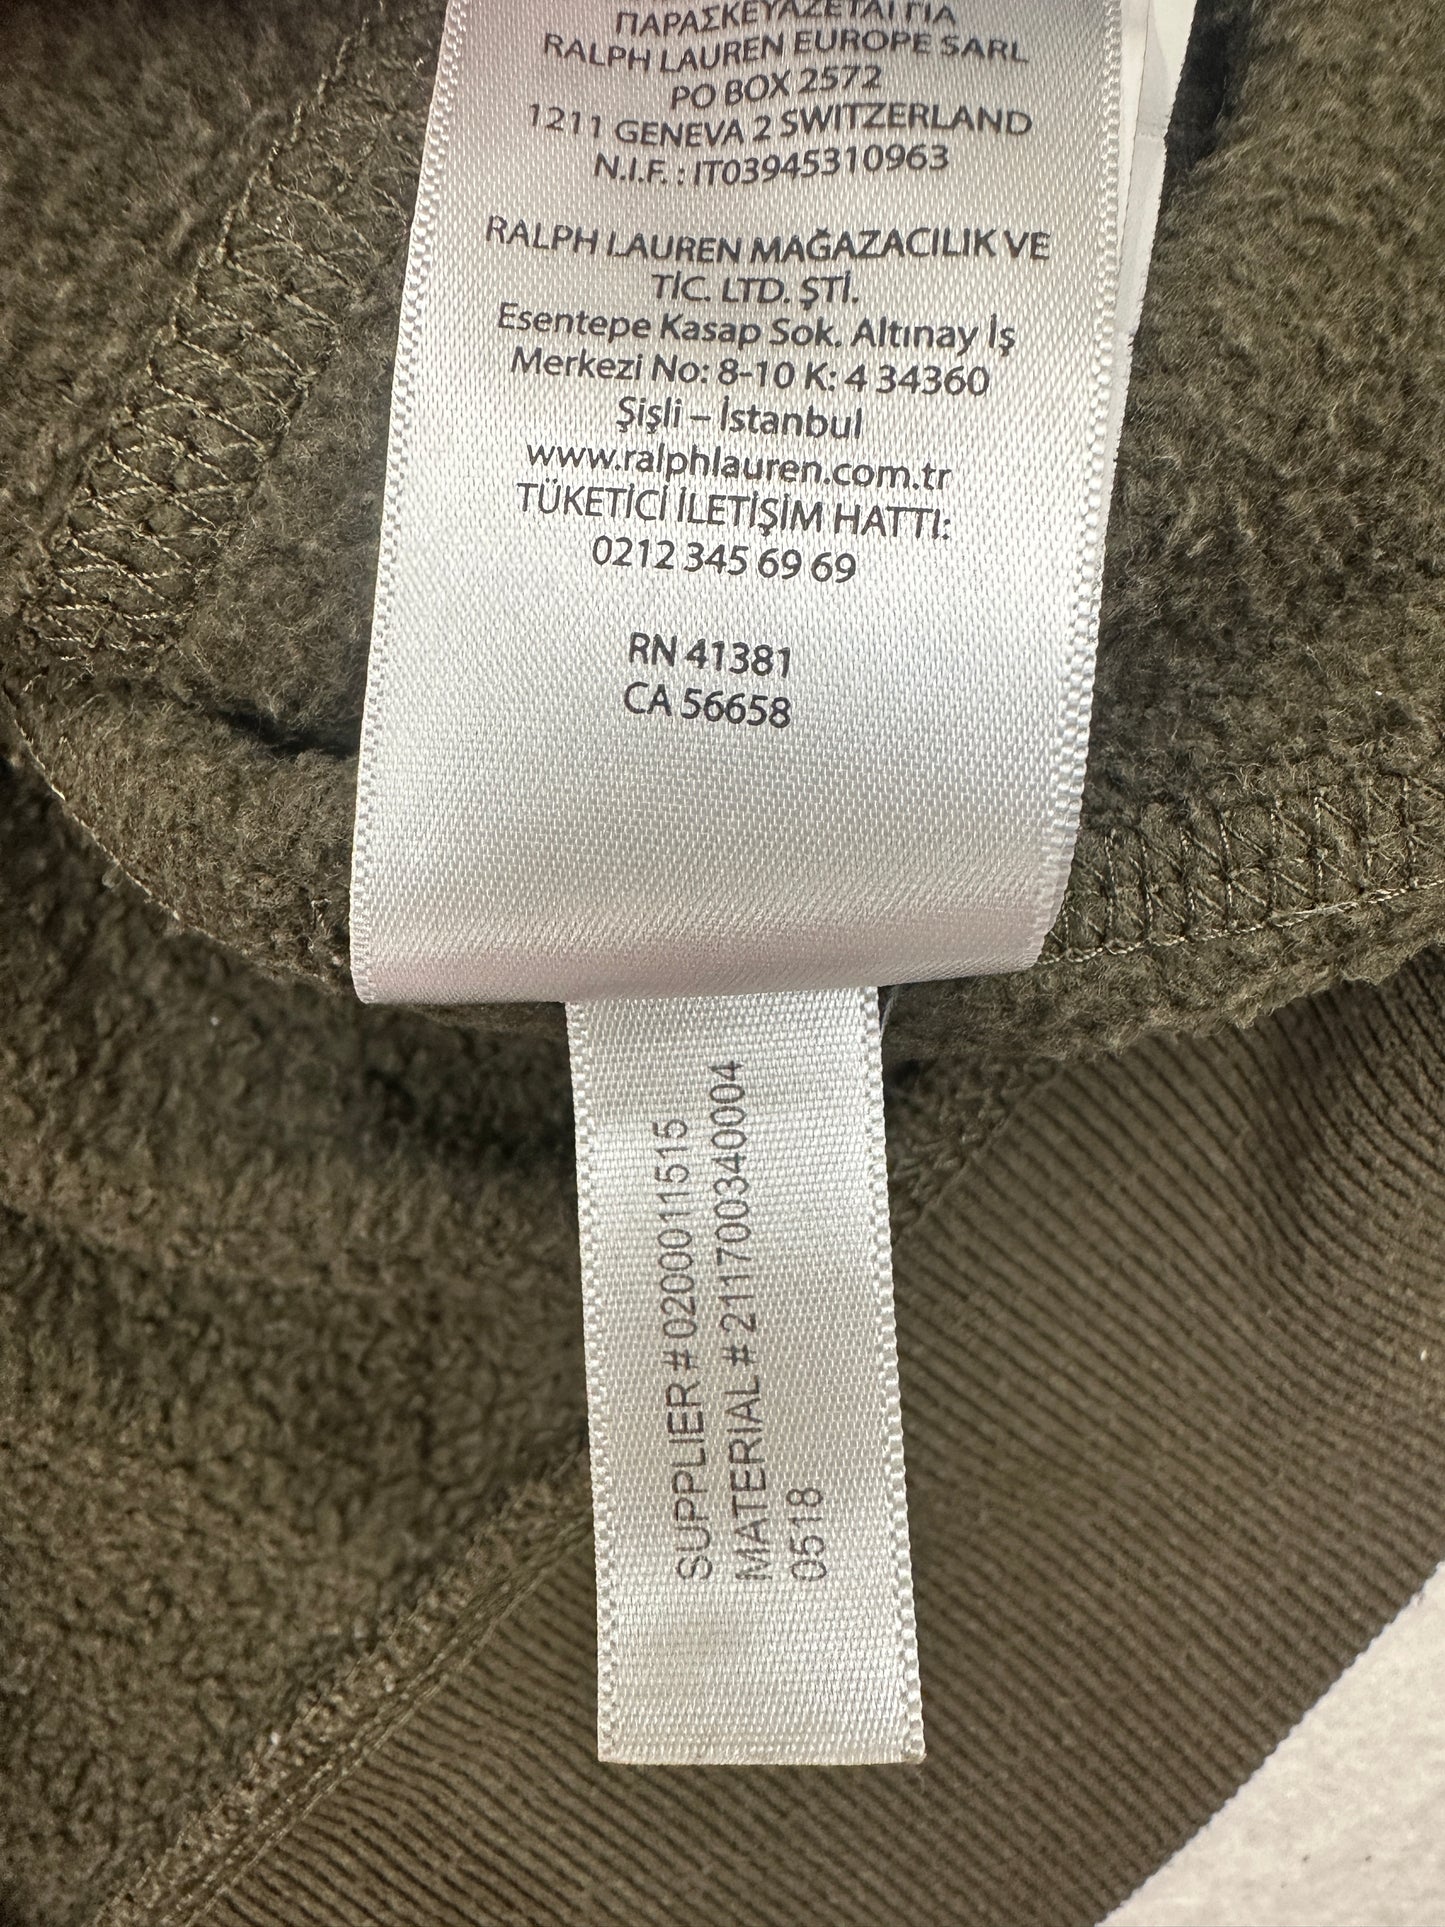 ΠΑΡΑΣΚΕΥΑΖΕΤΑΙ ΓΙΑ
RALPH LAUREN EUROPE SARL
PO BOX 2572
1211 GENEVA 2 SWITZERLAND
N.I.F. : IT03945310963
RALPH LAUREN MAĞAZACILIK VE
TİC. LTD. ŞTİ.
Esentepe Kasap Sok. Altınay İş
Merkezi No: 8-10 K: 4 34360
Şişli – İstanbul
www.ralphlauren.com.tr
TÜKETİCİ İLETİŞİM HATTI:
0212 345 69 69
RN 41381
CA 56658
SUPPLIER # 020011515
MATERIAL # 211700340004
0518